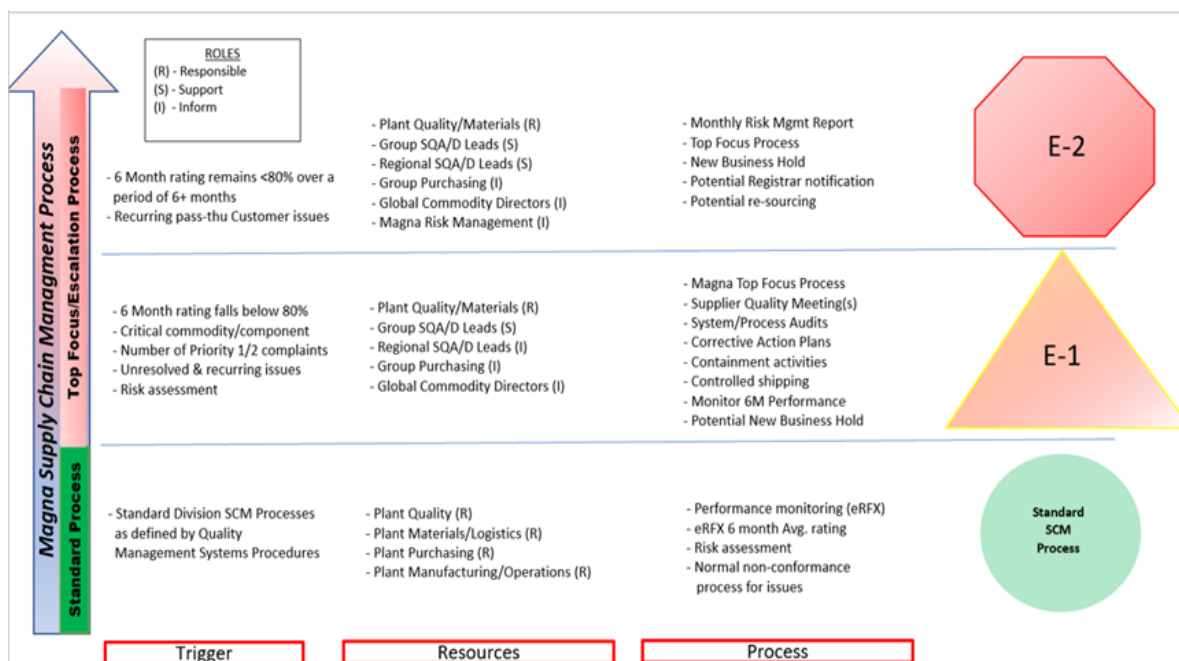 ROLES
(R) - Responsible
(S) - Support
(I) - Inform
Magna Supply Chain Managment Process
Top Focus/Escalation Process
Standard Process
- 6 Month rating remains <80% over a
period of 6+ months
- Recurring pass-thu Customer issues
- Plant Quality/Materials (R)
- Group SQA/D Leads (S)
- Regional SQA/D Leads (S)
- Group Purchasing (I)
- Global Commodity Directors (I)
- Magna Risk Management (I)
- Monthly Risk Mgmt Report
- Top Focus Process
- New Business Hold
- Potential Registrar notification
- Potential re-sourcing
E-2
- 6 Month rating falls below 80%
- Critical commodity/component
- Number of Priority 1/2 complaints
- Unresolved & recurring issues
- Risk assessment
- Plant Quality/Materials (R)
- Group SQA/D Leads (S)
- Regional SQA/D Leads (I)
- Group Purchasing (I)
- Global Commodity Directors (I)
- Magna Top Focus Process
- Supplier Quality Meeting(s)
- System/Process Audits
- Corrective Action Plans
- Containment activities
- Controlled shipping
- Monitor 6M Performance
- Potential New Business Hold
E-1
- Standard Division SCM Processes
as defined by Quality
Management Systems Procedures
- Plant Quality (R)
- Plant Materials/Logistics (R)
- Plant Purchasing (R)
- Plant Manufacturing/Operations (R)
- Performance monitoring (eRFX)
- eRFX 6 month Avg. rating
- Risk assessment
- Normal non-conformance
process for issues
Standard
SCM
Process
Trigger
Resources
Process